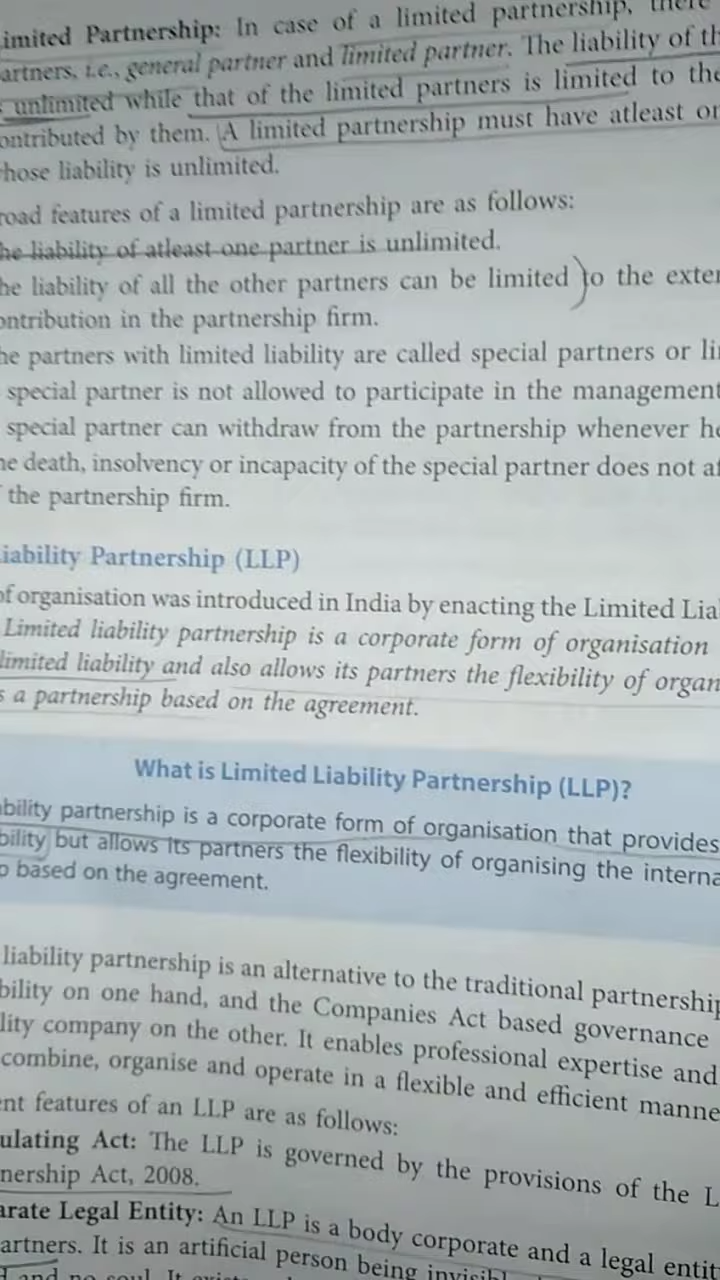 imited Partnership: In case of a limited partnership, there
artners, i.e., general partner and limited partner. The liability of th
unlimited while that of the limited partners is limited to the
ontributed by them. A limited partnership must have atleast on
hose liability is unlimited.
road features of a limited partnership are as follows:
he liability of atleast one partner is unlimited.
he liability of all the other partners can be limited to the exter
ontribution in the partnership firm.
he partners with limited liability are called special partners or li
special partner is not allowed to participate in the management
special partner can withdraw from the partnership whenever he
he death, insolvency or incapacity of the special partner does not af
the partnership firm.
iability Partnership (LLP)
of organisation was introduced in India by enacting the Limited Lia
Limited liability partnership is a corporate form of organisation
limited liability and also allows its partners the flexibility of organ
s a partnership based on the agreement.
What is Limited Liability Partnership (LLP)?
ability partnership is a corporate form of organisation that provides
bility but allows its partners the flexibility of organising the interna
p based on the agreement.
liability partnership is an alternative to the traditional partnership
bility on one hand, and the Companies Act based governance
lity company on the other. It enables professional expertise and
combine, organise and operate in a flexible and efficient manne
ent features of an LLP are as follows:
ulating Act: The LLP is governed by the provisions of the L
nership Act, 2008.
arate Legal Entity: An LLP is a body corporate and a legal entit
artners. It is an artificial person being invisibl
and no soul. It